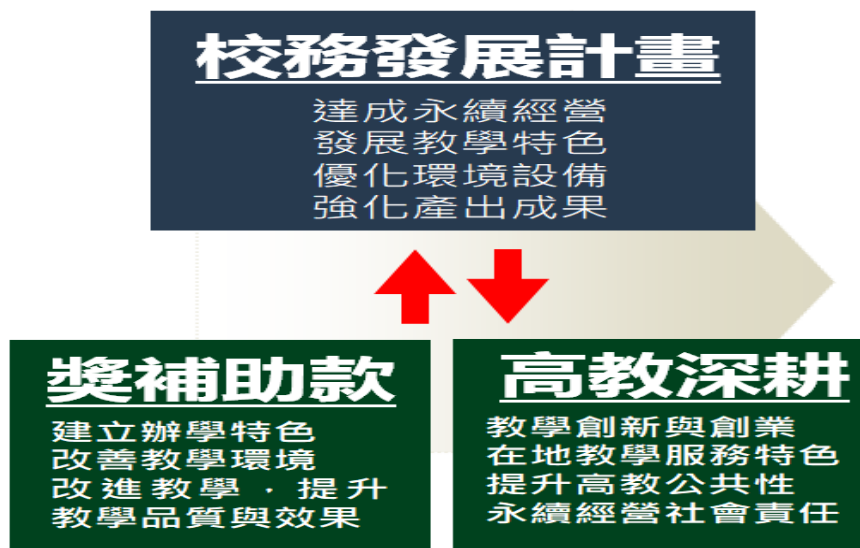 校務發展計畫
達成永續經營
發展教學特色
優化環境設備
強化產出成果
獎補助款
建立辦學特色
改善教學環境
改進教學．提升
教學品質與效果
高教深耕
教學創新與創業
在地教學服務特色
提升高教公共性
永續經營社會責任